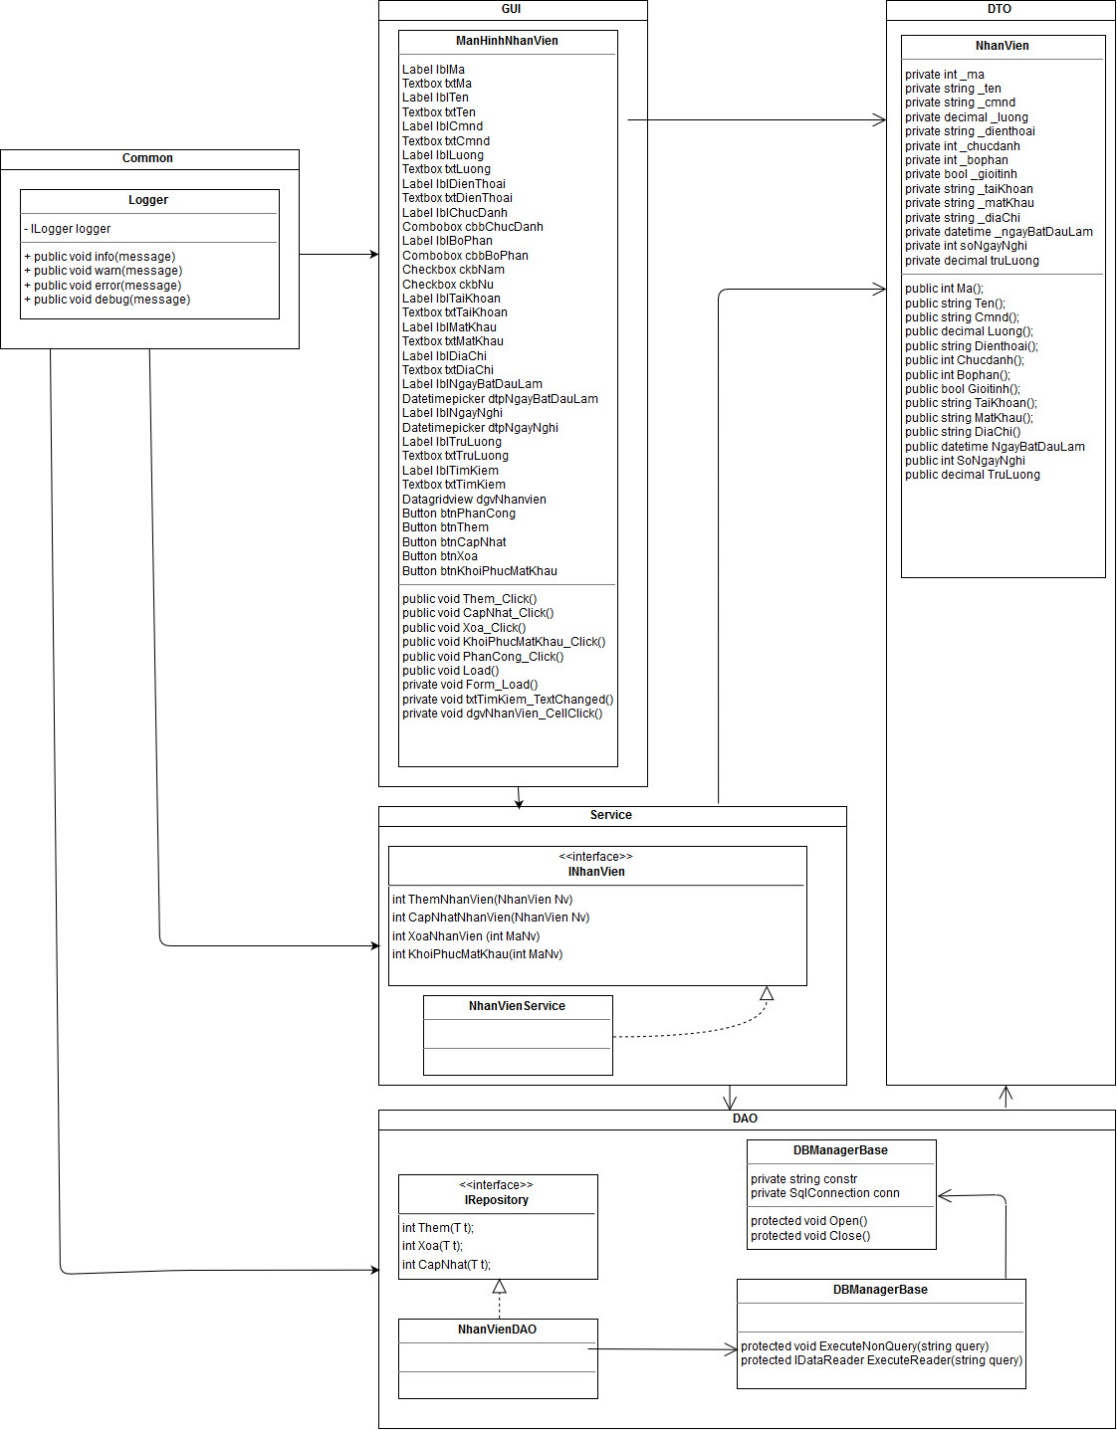 GUI
ManHinhNhanVien
Label lblMa
Textbox txtMa
Label lblTen
Textbox txtTen
Label lblCmnd
Textbox txtCmnd
Label lblLuong
Textbox txtLuong
Label lblDienThoai
Textbox txtDienThoai
Label lblChucDanh
Combobox cbbChucDanh
Label lblBoPhan
Combobox cbbBoPhan
Checkbox ckbNam
Checkbox ckbNu
Label lblTaiKhoan
Textbox txtTaiKhoan
Label lblMatKhau
Textbox txtMatKhau
Label lblDiaChi
Textbox txtDiaChi
Label lblNgayBatDauLam
Datetimepicker dtpNgayBatDauLam
Label lblNgayNghi
Datetimepicker dtpNgayNghi
Label lblTruLuong
Textbox txtTruLuong
Label lblTimKiem
Textbox txtTimKiem
Datagridview dgvNhanvien
Button btnPhanCong
Button btnThem
Button btnCapNhat
Button btnXoa
Button btnKhoiPhucMatKhau
public void Them_Click()
public void CapNhat_Click()
public void Xoa_Click()
public void KhoiPhucMatKhau_Click()
public void PhanCong_Click()
public void Load()
private void Form_Load()
private void txtTimKiem_TextChanged()
private void dgvNhanVien_CellClick()
DTO
NhanVien
private int _ma
private string _ten
private string _cmnd
private decimal _luong
private string _dienthoai
private int _chucdanh
private int _bophan
private bool _gioitinh
private string _taiKhoan
private string _matKhau
private string _diaChi
private datetime _ngayBatDauLam
private int soNgayNghi
private decimal truLuong
public int Ma();
public string Ten();
public string Cmnd();
public decimal Luong();
public string Dienthoai();
public int Chucdanh();
public int Bophan();
public bool Gioitinh();
public string TaiKhoan();
public string MatKhau();
public string DiaChi()
public datetime NgayBatDauLam
public int SoNgayNghi
public decimal TruLuong
Common
Logger
- ILogger logger
+ public void info(message)
+ public void warn(message)
+ public void error(message)
+ public void debug(message)
Service
<<interface>>
INhanVien
int ThemNhanVien(NhanVien Nv)
int CapNhatNhanVien(NhanVien Nv)
int XoaNhanVien (int MaNv)
int KhoiPhucMatKhau(int MaNv)
NhanVienService
DAO
<<interface>>
IRepository
int Them(T t);
int Xoa(T t);
int CapNhat(T t);
NhanVienDAO
DBManagerBase
private string constr
private SqlConnection conn
protected void Open()
protected void Close()
DBManagerBase
protected void ExecuteNonQuery(string query)
protected IDataReader ExecuteReader(string query)